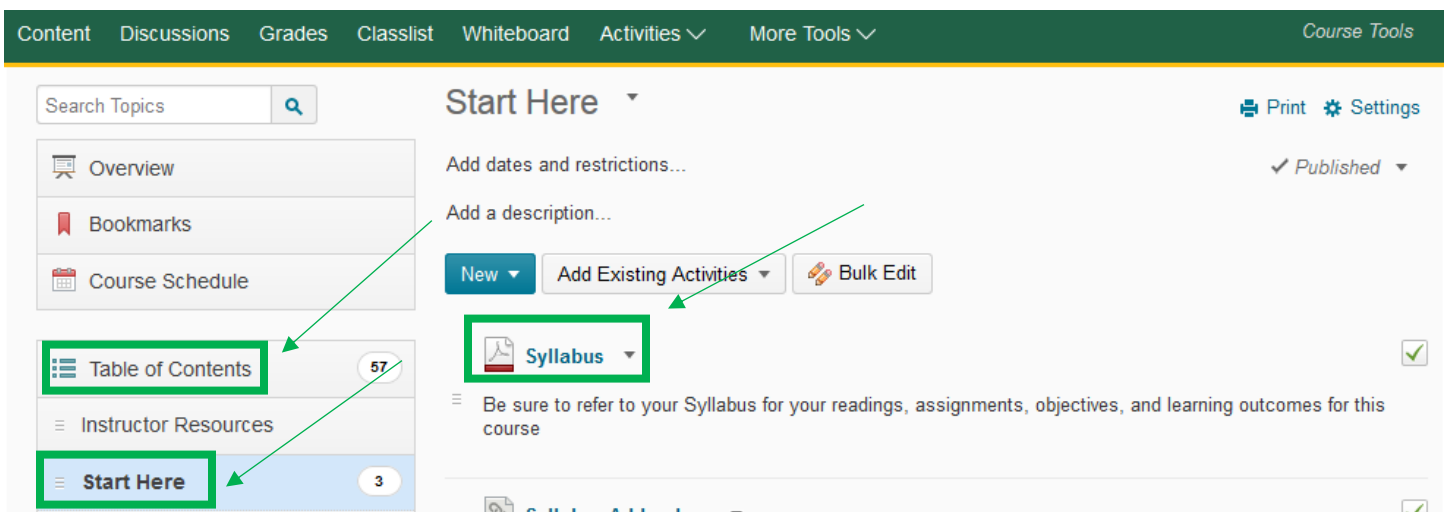 Content Discussions Grades Classlist Whiteboard Activities More Tools Course Tools
Search Topics
Start Here
Print Settings
Overview
Add dates and restrictions...
Published
Bookmarks
Add a description...
Course Schedule
New Add Existing Activities Bulk Edit
Table of Contents 57
Syllabus
Instructor Resources
Be sure to refer to your Syllabus for your readings, assignments, objectives, and learning outcomes for this
course
Start Here 3